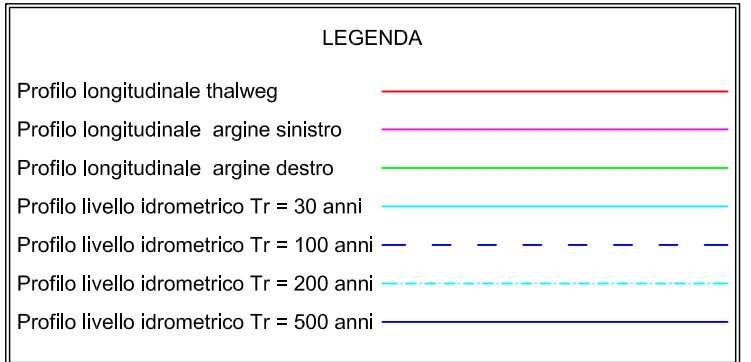 LEGENDA
Profilo longitudinale thalweg
Profilo longitudinale argine sinistro
Profilo longitudinale argine destro
Profilo livello idrometrico Tr = 30 anni
Profilo livello idrometrico Tr = 100 anni
Profilo livello idrometrico Tr = 200 anni
Profilo livello idrometrico Tr = 500 anni